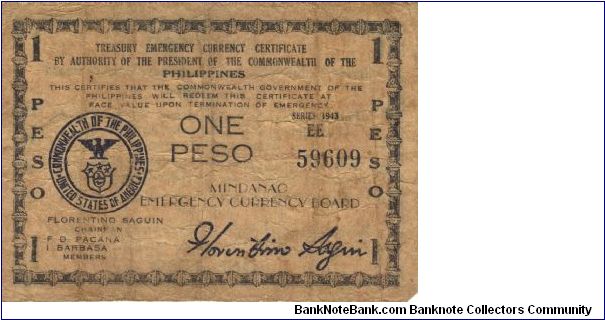 1
1
TREASURY EMERGENCY CURRENCY CERTIFICATE
BY AUTHORITY OF THE PRESIDENT OF THE COMMONWEALTH OF THE
PHILIPPINES
THIS CERTIFIES THAT THE COMMONWEALTH GOVERNMENT OF THE
PHILIPPINES WILL REDEEM THIS CERTIFICATE AT
FACE VALUE UPON TERMINATION OF EMERGENCY.
SERIES 1943
PESO
PESO
COMMONWEALTH OF THE PHILIPPINES
UNITED STATES OF AMERICA
ONE
PESO
EE
59609
MINDANAO
EMERGENCY CURRENCY BOARD
FLORENTINO SAGUIN
CHAIRMAN
F D. PACANA
I BARBASA
MEMBERS
Florentino Saguin
1
1
BankNoteBank.com Banknote Collectors Community